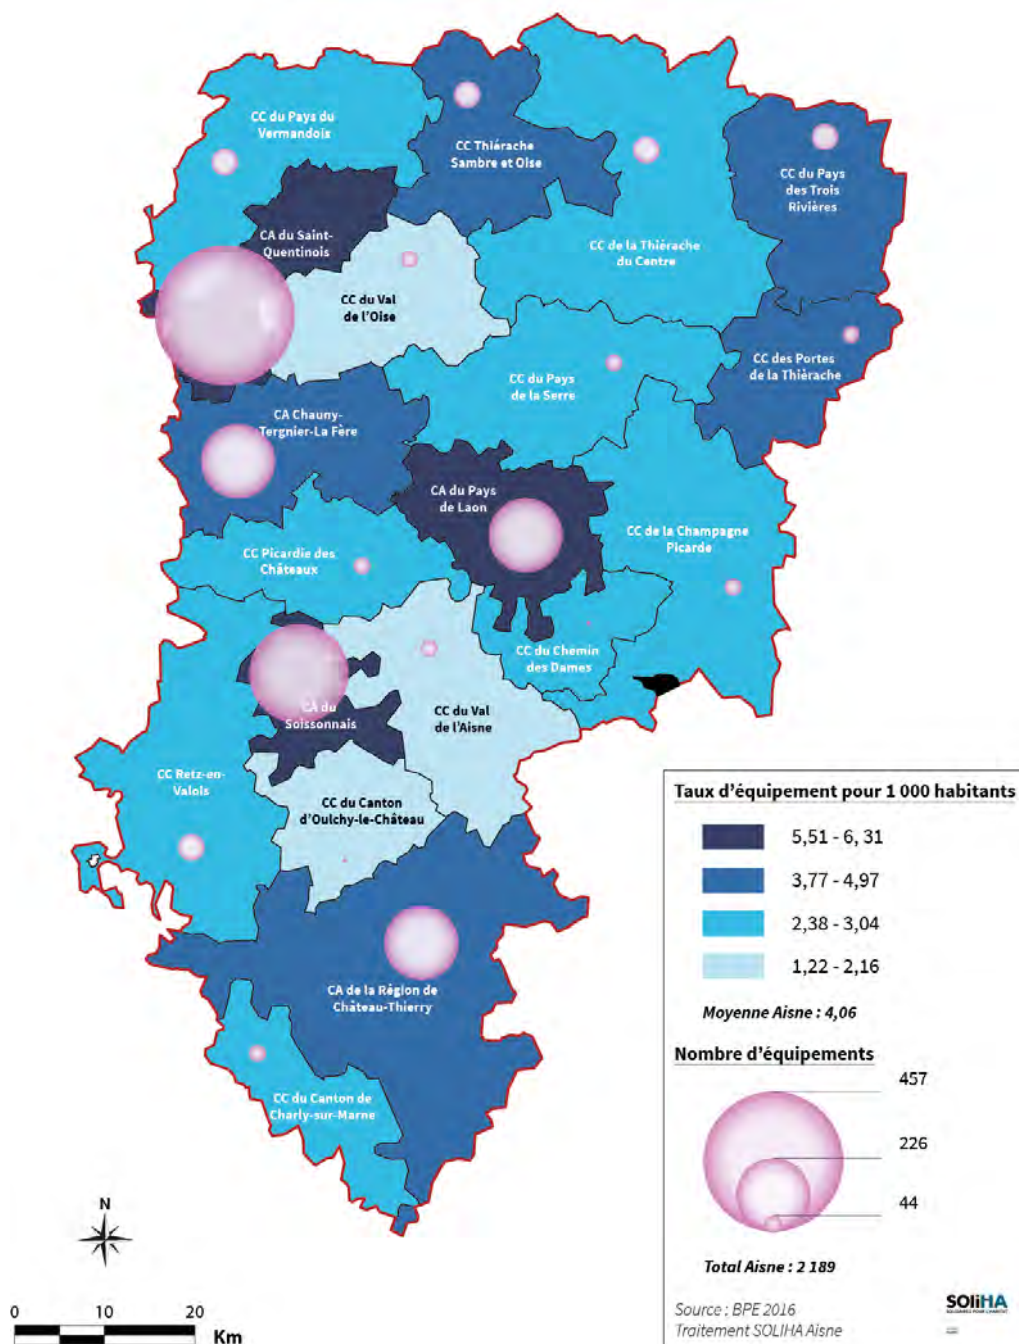 CC du Pays du
Vermandois
CC Thiérache
Sambre et Oise
CC du Pays
des Trois
Rivières
CA du Saint-
Quentinois
CC de la Thiérache
du Centre
CC du Val
de l'Oise
CC des Portes
de la Thiérache
CC du Pays
de la Serre
CA Chauny-
Tergnier-La Fère
CA du Pays
de Laon
CC de la Champagne
Picarde
CC Picardie des
Châteaux
CC du Chemin
des Dames
CA du
Soissonnais
CC du Val
de l'Aisne
CC Retz-en-
Valois
CC du Canton
d'Oulchy-le-Château
CA de la Région de
Château-Thierry
CC du Canton de
Charly-sur-Marne
N
0 10 20
Km
Taux d'équipement pour 1 000 habitants
5,51 - 6, 31
3,77 - 4,97
2,38 - 3,04
1,22 - 2,16
Moyenne Aisne : 4,06
Nombre d'équipements
457
226
44
Total Aisne : 2 189
Source : BPE 2016
Traitement SOLIHA Aisne
SOLiHA